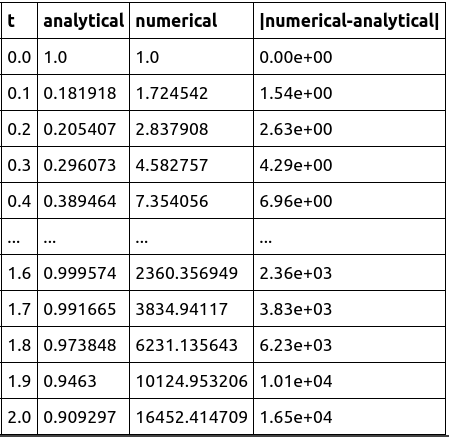 t analytical numerical |numerical-analytical|
0.0 1.0 1.0 0.00e+00
0.1 0.181918 1.724542 1.54e+00
0.2 0.205407 2.837908 2.63e+00
0.3 0.296073 4.582757 4.29e+00
0.4 0.389464 7.354056 6.96e+00
... ... ... ...
1.6 0.999574 2360.356949 2.36e+03
1.7 0.991665 3834.94117 3.83e+03
1.8 0.973848 6231.135643 6.23e+03
1.9 0.9463 10124.953206 1.01e+04
2.0 0.909297 16452.414709 1.65e+04